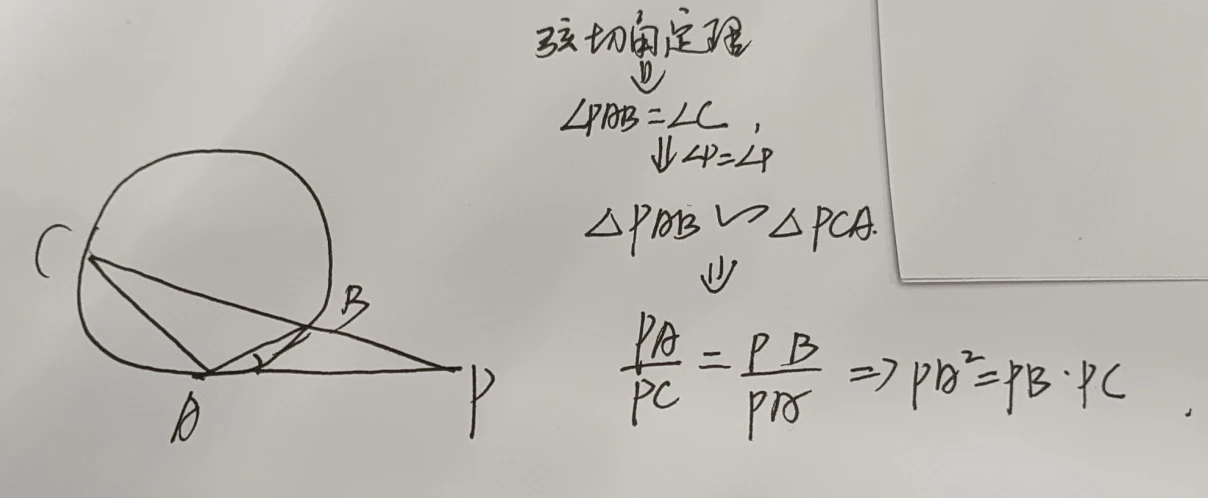 弦切角定理
⇓
∠PAB=∠C,
⇓∠P=∠P
△PAB∽△PCA.
⇓
PA/PC=PB/PA⇒PA²=PB·PC.
C
B
A
P